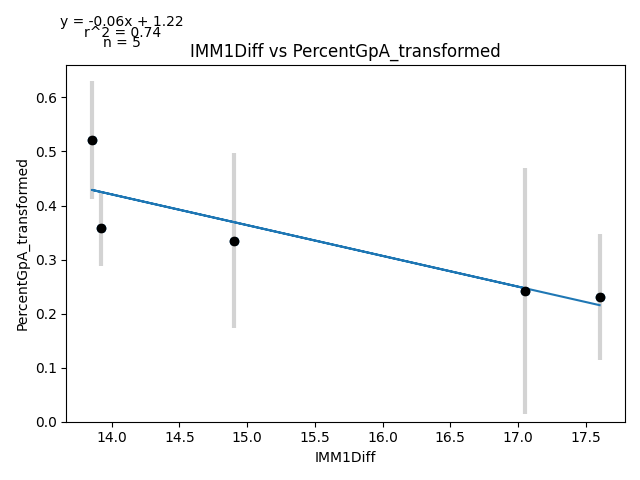 y = -0.06x + 1.22
r^2 = 0.74
n = 5
IMM1Diff vs PercentGpA_transformed
PercentGpA_transformed
0.6
0.5
0.4
0.3
0.2
0.1
0.0
14.0 14.5 15.0 15.5 16.0 16.5 17.0 17.5
IMM1Diff